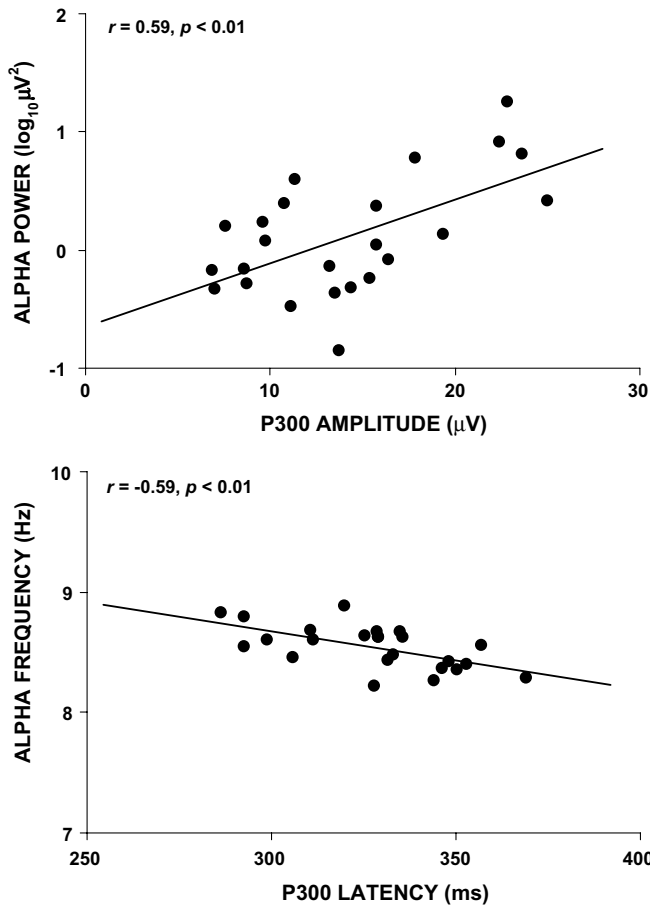 r = 0.59, p < 0.01
ALPHA POWER (log₁₀µV²)
2
1
0
-1
0 10 20 30
P300 AMPLITUDE (µV)
r = -0.59, p < 0.01
ALPHA FREQUENCY (Hz)
10
9
8
7
250 300 350 400
P300 LATENCY (ms)